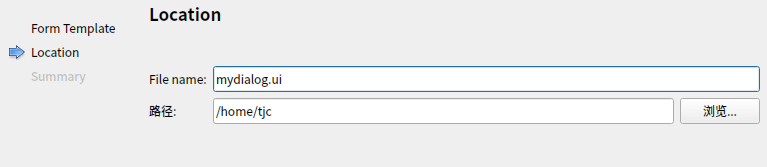 Location
Form Template
Location
Summary
File name: mydialog.ui
路径: /home/tjc 浏览...